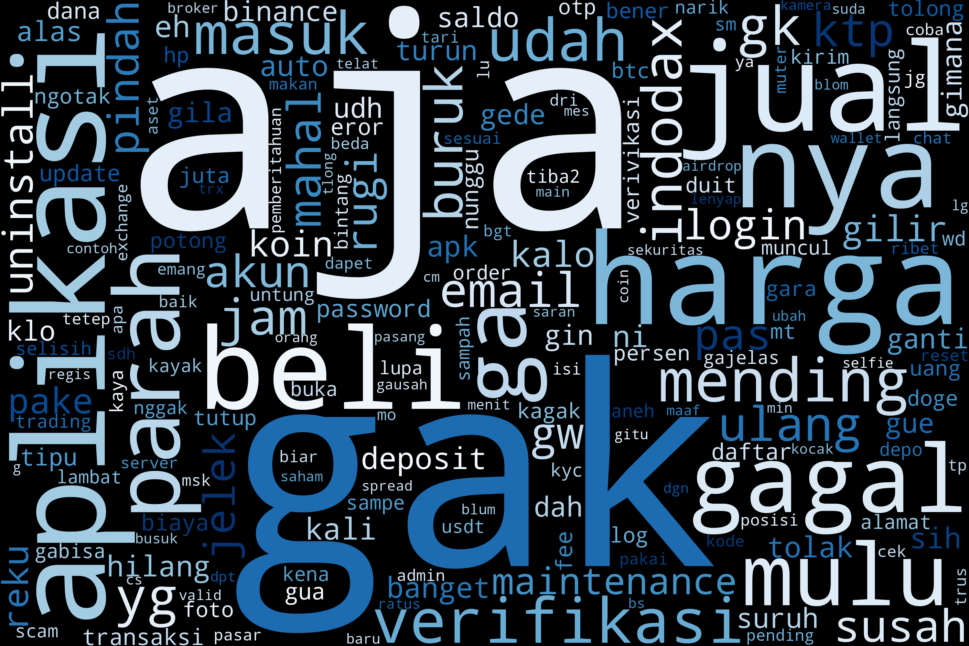 dana
broker
binance
saldo
otp
bener
narik
kamera
suda
tolong
alas
eh
masuk
tari
turun
udah
sm
gk
ktp
coba
hp
auto
telat
lu
btc
ya
muter
kirim
jg
gimana
pindah
ngotak
aset
gila
makan
udh
eror
buruk
gede
dri
mes
indodax
jual
blom
langsung
uninstall
aplikasi
aja
mahal
beda
sesuai
verivikasi
wallet
chat
update
juta
trx
pemberitahuan
tlong
rugi
nunggu
tiba2
main
airdrop
duit
lenyap
nya
contoh
exchange
bintang
login
lg
potong
koin
bgt
apk
kalo
sekuritas
muncul
gilir
wd
ribet
emang
akun
dapet
cm
order
email
coin
harga
gara
baik
untung
password
saran
ubah
klo
tetep
apa
parah
jam
gin
ni
pas
mt
ganti
selisih
sdh
orang
pasang
sampah
ga
persen
gajelas
selfie
reset
regis
kaya
kayak
beli
buka
lupa
gausah
isi
mending
uang
pake
nggak
menit
doge
trading
tutup
mo
kagak
aneh
maaf
min
ulang
gue
tipu
server
jelek
gak
gw
gitu
daftar
kocak
depo
g
lambat
msk
biar
saham
deposit
kyc
gagal
tp
spread
sampe
dgn
biaya
kali
usdt
blum
dah
log
posisi
alamat
reku
gabisa
busuk
fee
pakai
kode
tolak
cek
sih
hilang
cs
dpt
kena
admin
banget
maintenance
mulu
trus
yg
valid
foto
gua
ratus
bs
scam
transaksi
pasar
baru
verifikasi
suruh
pending
susah